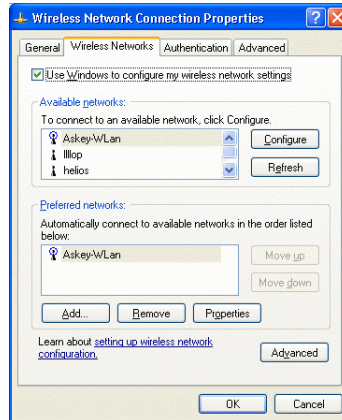 Wireless Network Connection Properties
General Wireless Networks Authentication Advanced
Use Windows to configure my wireless network settings
Available networks:
To connect to an available network, click Configure.
Askey-WLan
llllop
helios
Configure
Refresh
Preferred networks:
Automatically connect to available networks in the order listed
below:
Askey-WLan
Move up
Move down
Add... Remove Properties
Learn about setting up wireless network
configuration.
Advanced
OK Cancel